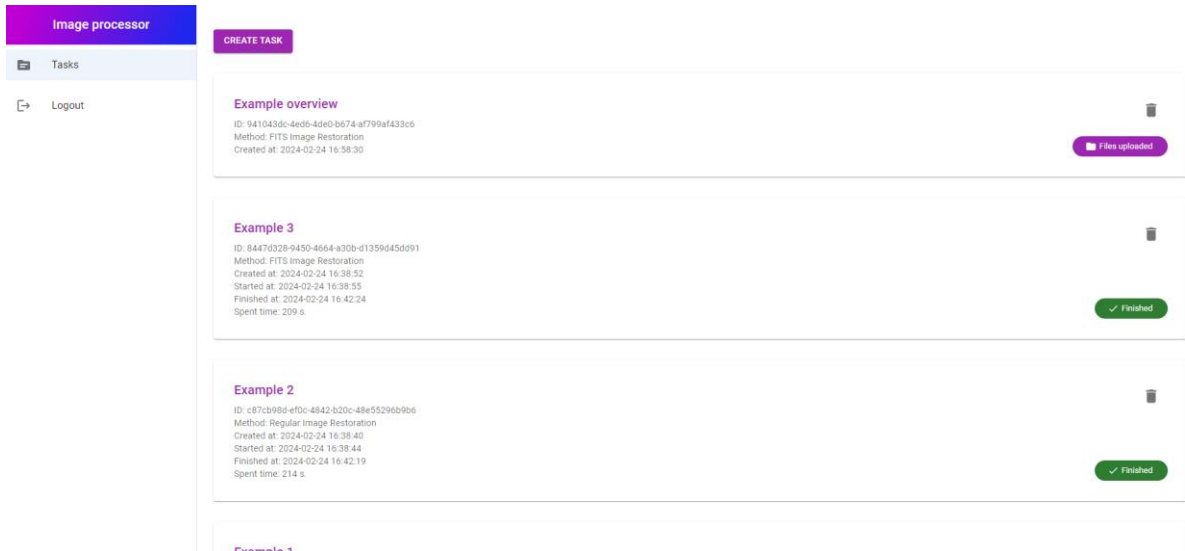 Image processor
Tasks
Logout
CREATE TASK
Example overview
ID: 941043dc-4ed6-4de0-b674-af799af433c6
Method: FITS Image Restoration
Created at: 2024-02-24 16:58:30
Files uploaded
Example 3
ID: 8447d328-9450-4664-a30b-d1359d45dd91
Method: FITS Image Restoration
Created at: 2024-02-24 16:38:52
Started at: 2024-02-24 16:38:55
Finished at: 2024-02-24 16:42:24
Spent time: 209 s.
Finished
Example 2
ID: c87cb98d-ef0c-4842-b20c-48e55296b9b6
Method: Regular Image Restoration
Created at: 2024-02-24 16:38:40
Started at: 2024-02-24 16:38:44
Finished at: 2024-02-24 16:42:19
Spent time: 214 s.
Finished
Example 1